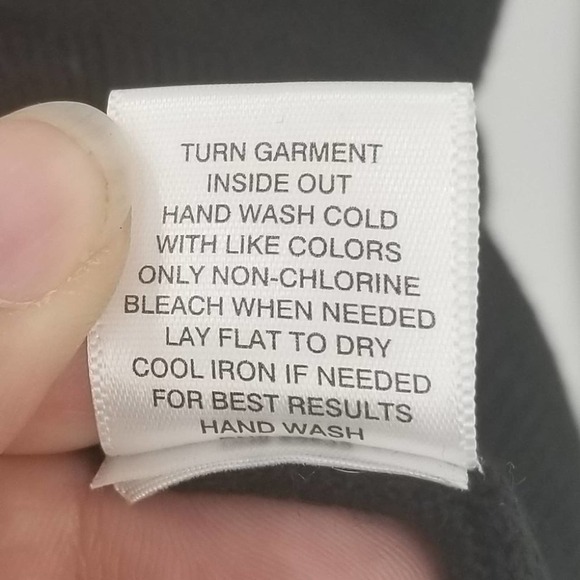 TURN GARMENT
INSIDE OUT
HAND WASH COLD
WITH LIKE COLORS
ONLY NON-CHLORINE
BLEACH WHEN NEEDED
LAY FLAT TO DRY
COOL IRON IF NEEDED
FOR BEST RESULTS
HAND WASH